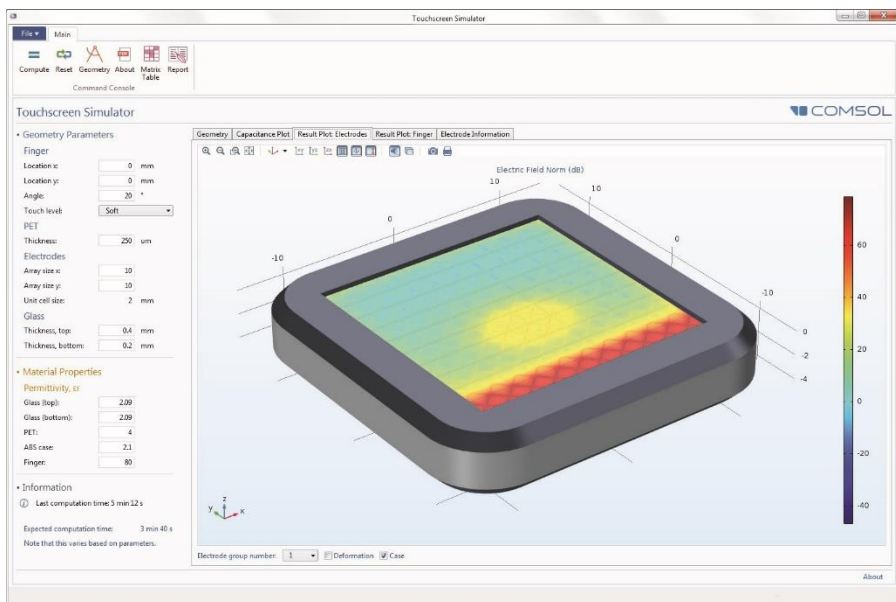 Touchscreen Simulator
File ▾ Main
Compute Reset Geometry About Matrix Table Report
Command Console
Touchscreen Simulator
COMSOL
Geometry Parameters
Finger
Location x: 0 mm
Location y: 0 mm
Angle: 20 °
Touch level: Soft
PET
Thickness: 250 um
Electrodes
Array size x: 10
Array size y: 10
Unit cell size: 2 mm
Glass
Thickness, top: 0.4 mm
Thickness, bottom: 0.2 mm
Material Properties
Permittivity, εr
Glass (top): 2.09
Glass (bottom): 2.09
PET: 4
ABS case: 2.1
Finger: 80
Information
Last computation time: 5 min 12 s
Expected computation time: 3 min 40 s
Note that this varies based on parameters.
Geometry Capacitance Plot Result Plot: Electrodes Result Plot: Finger Electrode Information
Electric Field Norm (dB)
10 10
0 0
-10 -10
0
-2
-4
60
40
20
0
-20
-40
z
y x
Electrode group number: 1 Deformation Case
About